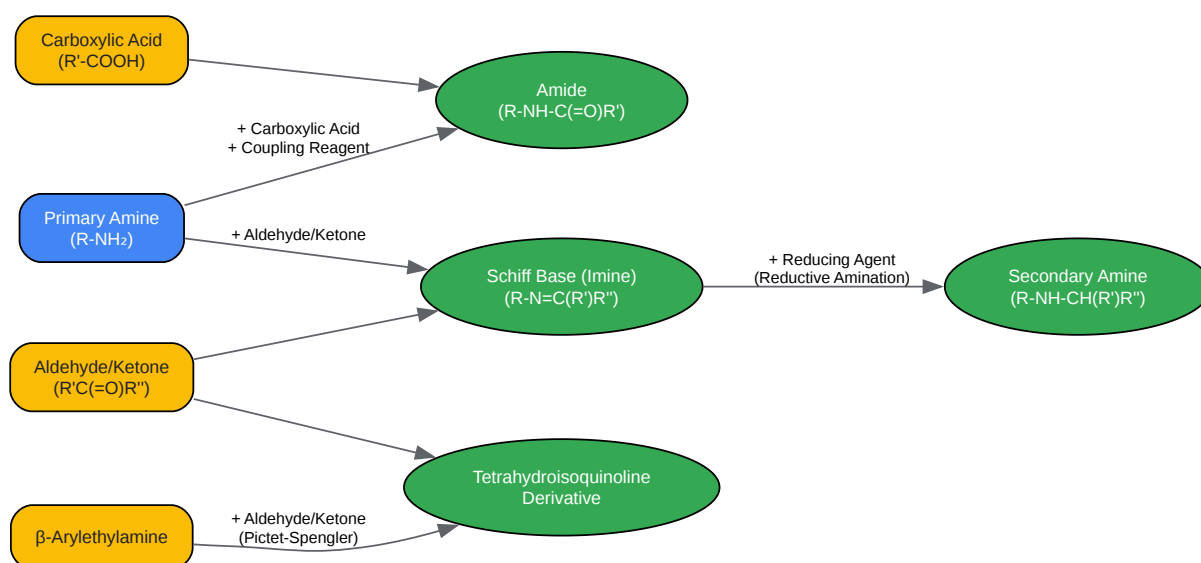 Carboxylic Acid
(R'-COOH)
Amide
(R-NH-C(=O)R')
+ Carboxylic Acid
+ Coupling Reagent
Primary Amine
(R-NH₂)
+ Aldehyde/Ketone
Schiff Base (Imine)
(R-N=C(R')R'')
+ Reducing Agent
(Reductive Amination)
Secondary Amine
(R-NH-CH(R')R'')
Aldehyde/Ketone
(R'C(=O)R'')
Tetrahydroisoquinoline
Derivative
β-Arylethylamine
+ Aldehyde/Ketone
(Pictet-Spengler)